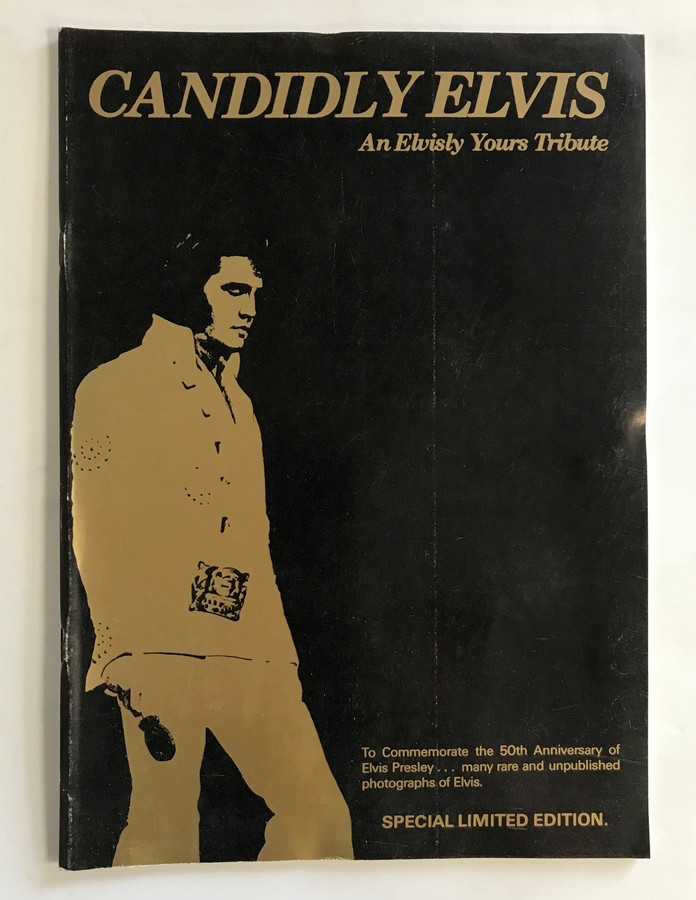 CANDIDLY ELVIS
An Elvisly Yours Tribute
To Commemorate the 50th Anniversary of
Elvis Presley . . . many rare and unpublished
photographs of Elvis.
SPECIAL LIMITED EDITION.